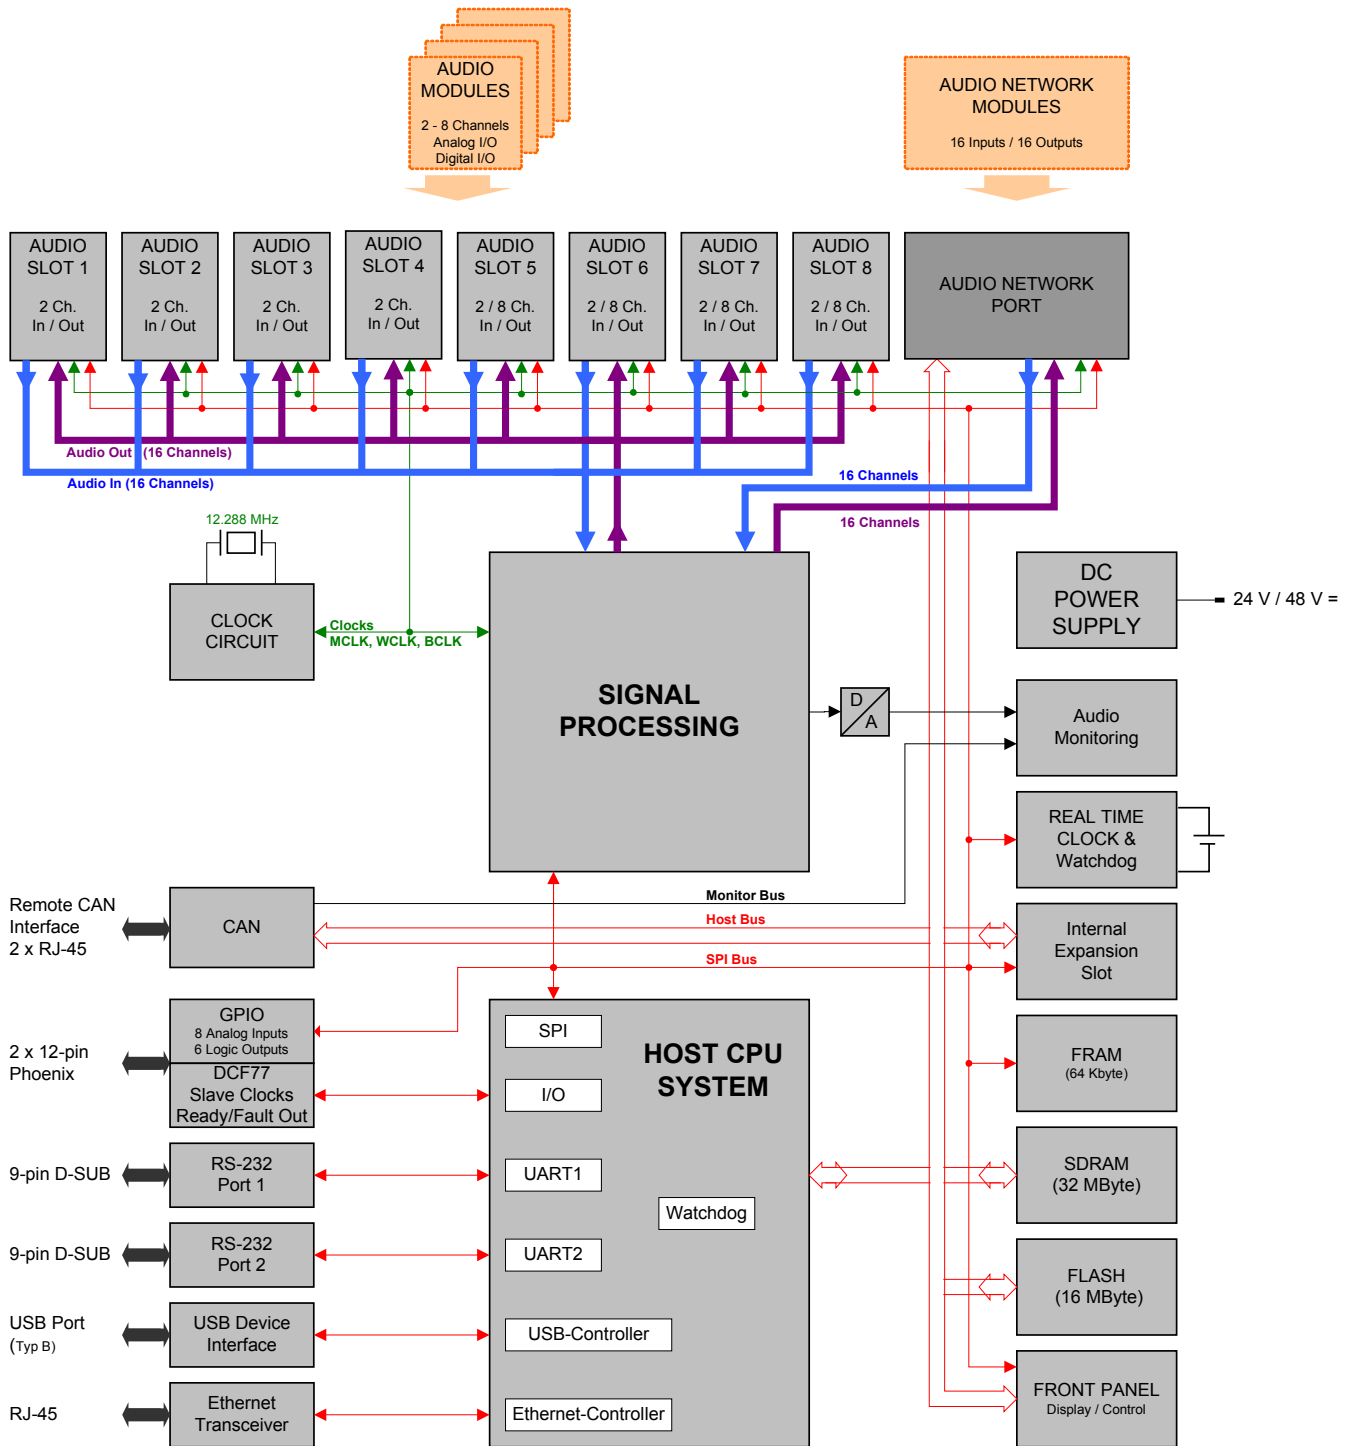 AUDIO
MODULES
2 - 8 Channels
Analog I/O
Digital I/O
AUDIO NETWORK
MODULES
16 Inputs / 16 Outputs
AUDIO
SLOT 1
2 Ch.
In / Out
AUDIO
SLOT 2
2 Ch.
In / Out
AUDIO
SLOT 3
2 Ch.
In / Out
AUDIO
SLOT 4
2 Ch.
In / Out
AUDIO
SLOT 5
2 / 8 Ch.
In / Out
AUDIO
SLOT 6
2 / 8 Ch.
In / Out
AUDIO
SLOT 7
2 / 8 Ch.
In / Out
AUDIO
SLOT 8
2 / 8 Ch.
In / Out
AUDIO NETWORK
PORT
Audio Out (16 Channels)
Audio In (16 Channels)
16 Channels
16 Channels
12.288 MHz
CLOCK
CIRCUIT
Clocks
MCLK, WCLK, BCLK
SIGNAL
PROCESSING
DC
POWER
SUPPLY
24 V / 48 V =
D
A
Audio
Monitoring
REAL TIME
CLOCK &
Watchdog
Remote CAN
Interface
2 x RJ-45
CAN
Monitor Bus
Host Bus
SPI Bus
Internal
Expansion
Slot
2 x 12-pin
Phoenix
GPIO
8 Analog Inputs
6 Logic Outputs
DCF77
Slave Clocks
Ready/Fault Out
SPI
I/O
HOST CPU
SYSTEM
FRAM
(64 Kbyte)
9-pin D-SUB
RS-232
Port 1
UART1
Watchdog
SDRAM
(32 MByte)
9-pin D-SUB
RS-232
Port 2
UART2
FLASH
(16 MByte)
USB Port
(Typ B)
USB Device
Interface
USB-Controller
RJ-45
Ethernet
Transceiver
Ethernet-Controller
FRONT PANEL
Display / Control